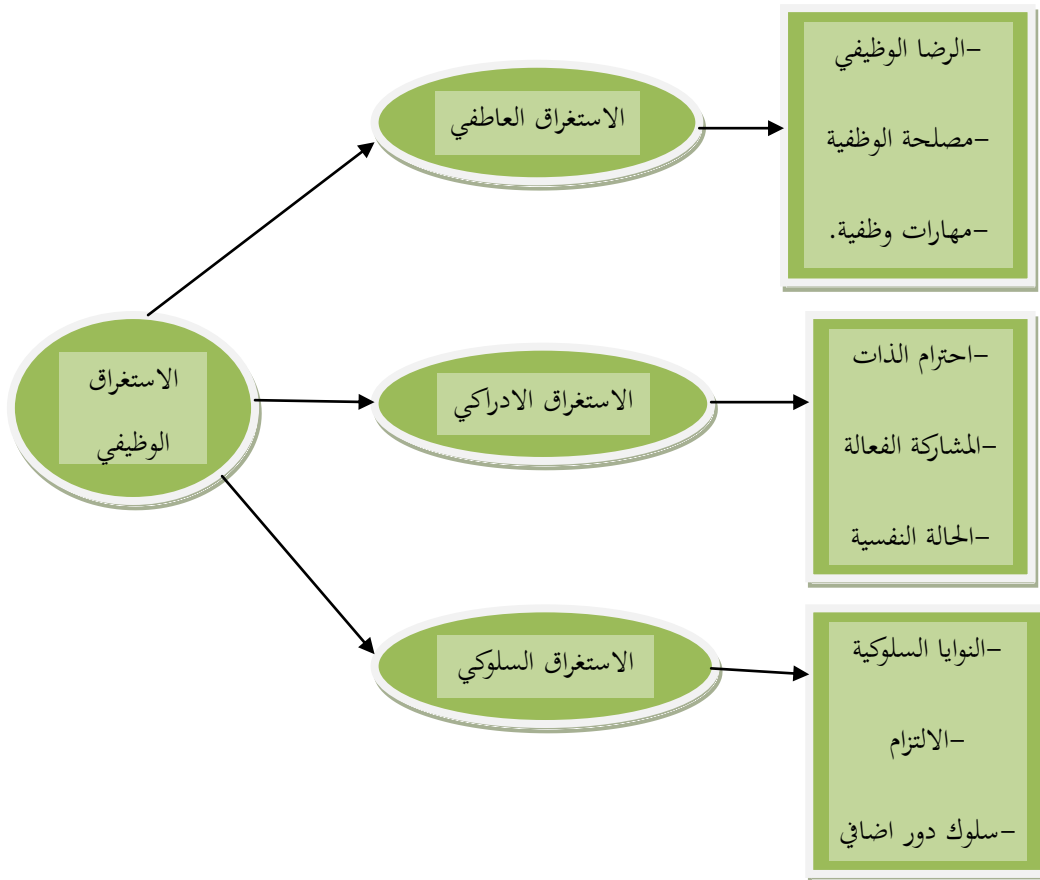 الاستغراق
الوظيفي
الاستغراق العاطفي
-الرضا الوظيفي
-مصلحة الوظفية
-مهارات وظفية.
الاستغراق الادراكي
-احترام الذات
-المشاركة الفعالة
-الحالة النفسية
الاستغراق السلوكي
-النوايا السلوكية
-الالتزام
-سلوك دور اضافي